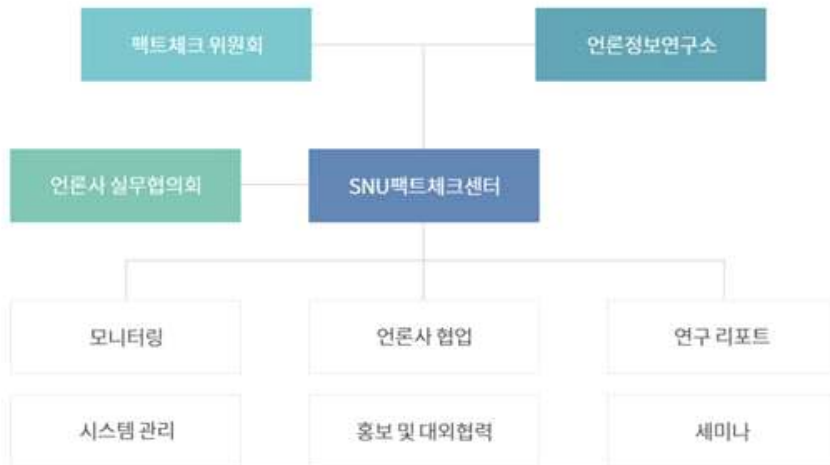 팩트체크 위원회
언론정보연구소
언론사 실무협의회
SNU팩트체크센터
모니터링
언론사 협업
연구 리포트
시스템 관리
홍보 및 대외협력
세미나